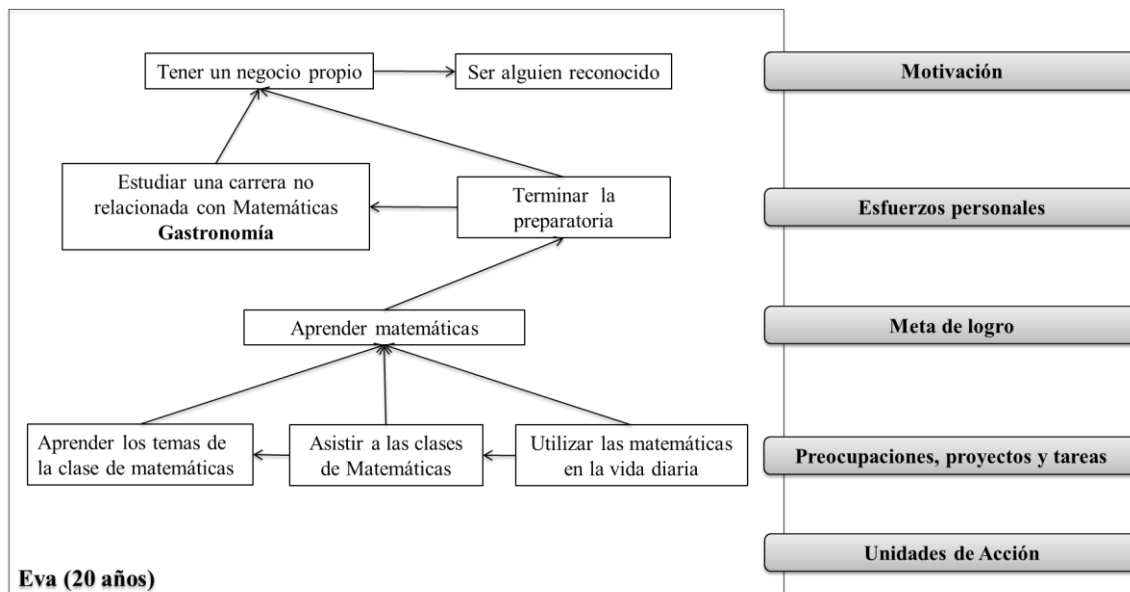 Tener un negocio propio
Ser alguien reconocido
Motivación
Estudiar una carrera no
relacionada con Matemáticas
Gastronomía
Terminar la
preparatoria
Esfuerzos personales
Aprender matemáticas
Meta de logro
Aprender los temas de
la clase de matemáticas
Asistir a las clases
de Matemáticas
Utilizar las matemáticas
en la vida diaria
Preocupaciones, proyectos y tareas
Unidades de Acción
Eva (20 años)